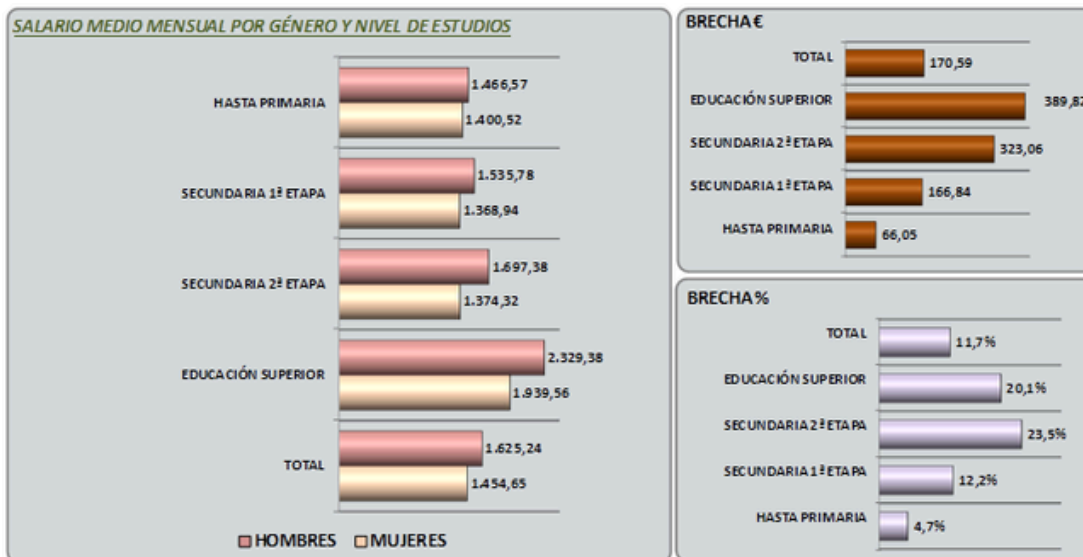 SALARIO MEDIO MENSUAL POR GÉNERO Y NIVEL DE ESTUDIOS
HASTA PRIMARIA
1.466,57
1.400,52
SECUNDARIA 1ª ETAPA
1.535,78
1.368,94
SECUNDARIA 2ª ETAPA
1.697,38
1.374,32
EDUCACIÓN SUPERIOR
2.329,38
1.939,56
TOTAL
1.625,24
1.454,65
HOMBRES MUJERES
BRECHA €
TOTAL 170,59
EDUCACIÓN SUPERIOR 389,82
SECUNDARIA 2ª ETAPA 323,06
SECUNDARIA 1ª ETAPA 166,84
HASTA PRIMARIA 66,05
BRECHA %
TOTAL 11,7%
EDUCACIÓN SUPERIOR 20,1%
SECUNDARIA 2ª ETAPA 23,5%
SECUNDARIA 1ª ETAPA 12,2%
HASTA PRIMARIA 4,7%